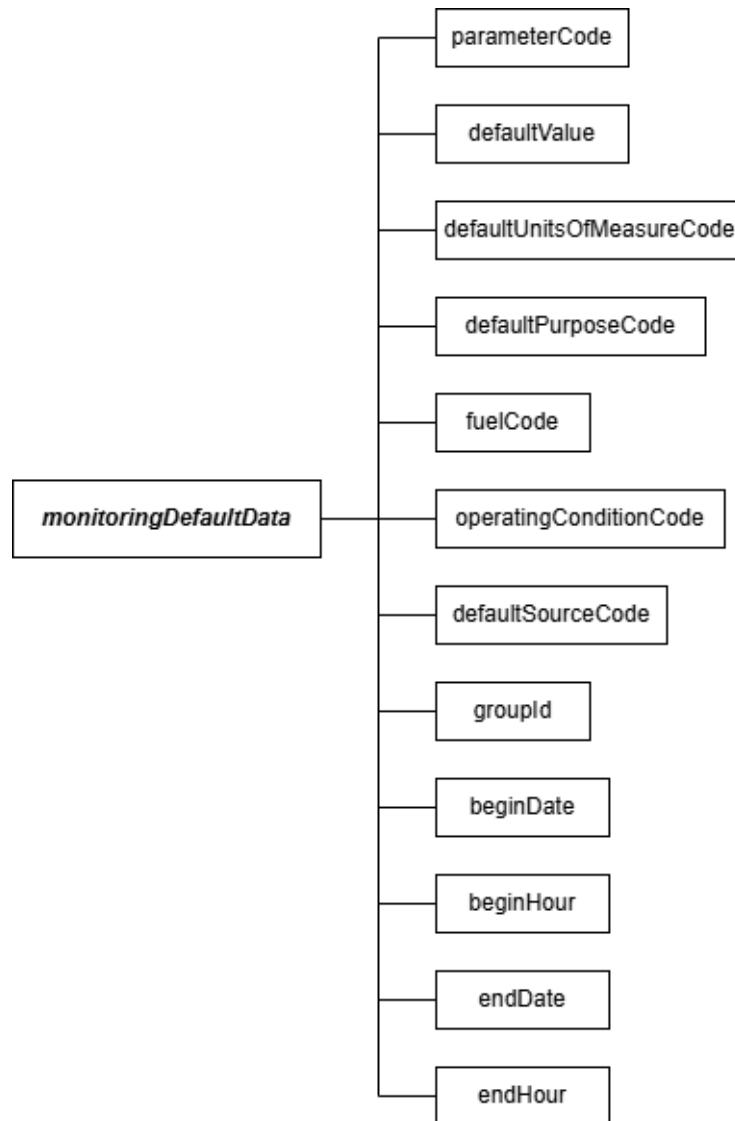 parameterCode
defaultValue
defaultUnitsOfMeasureCode
defaultPurposeCode
fuelCode
monitoringDefaultData
operatingConditionCode
defaultSourceCode
groupId
beginDate
beginHour
endDate
endHour